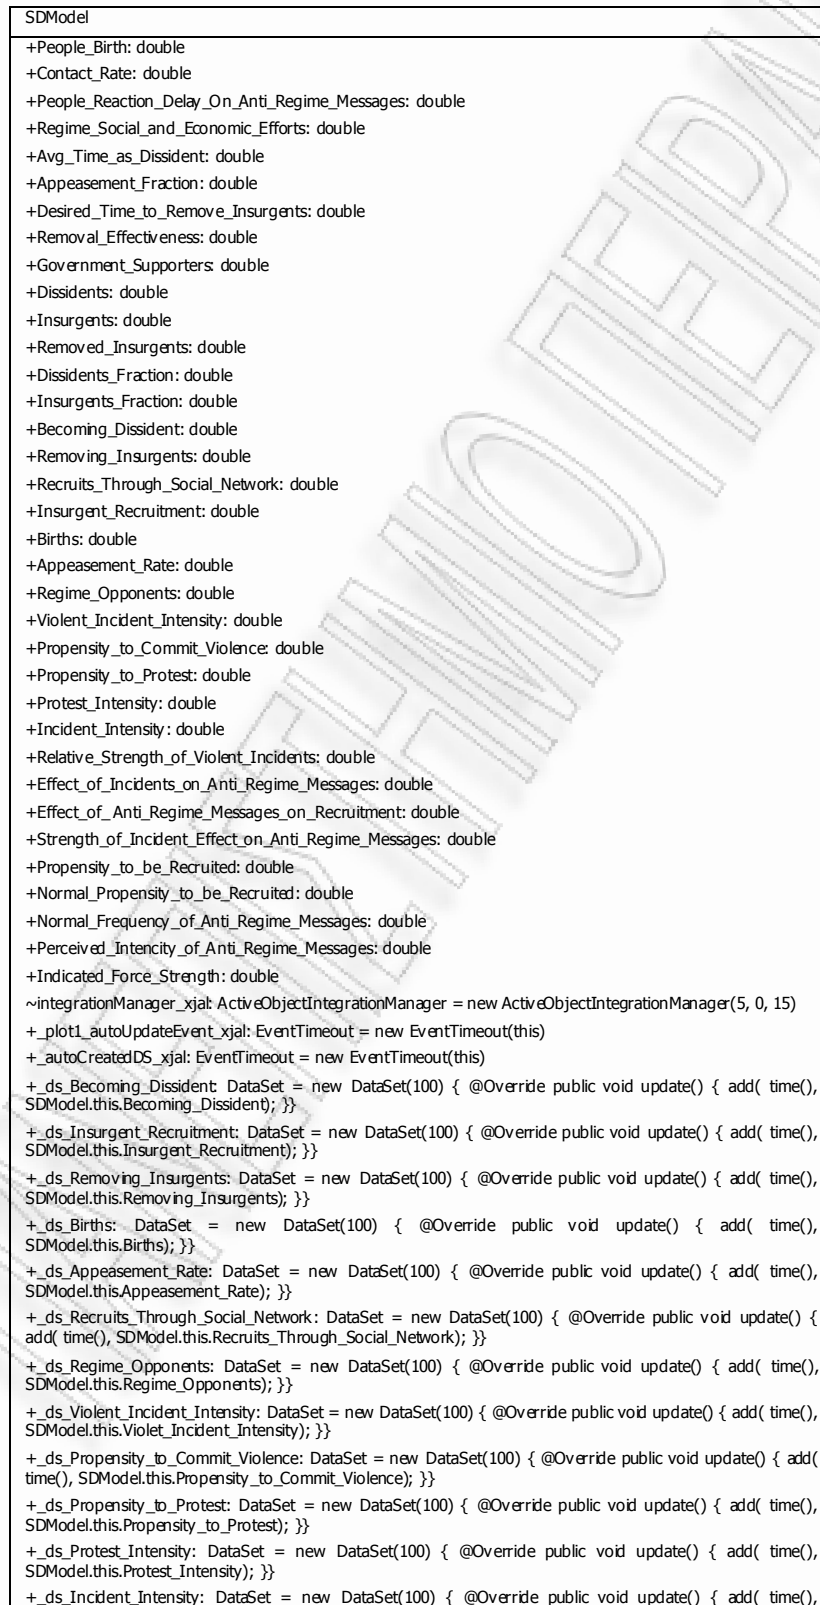 SDModel
+People_Birth: double
+Contact_Rate: double
+People_Reaction_Delay_On_Anti_Regime_Messages: double
+Regime_Social_and_Economic_Efforts: double
+Avg_Time_as_Dissident: double
+Appeasement_Fraction: double
+Desired_Time_to_Remove_Insurgents: double
+Removal_Effectiveness: double
+Government_Supporters: double
+Dissidents: double
+Insurgents: double
+Removed_Insurgents: double
+Dissidents_Fraction: double
+Insurgents_Fraction: double
+Becoming_Dissident: double
+Removing_Insurgents: double
+Recruits_Through_Social_Network: double
+Insurgent_Recruitment: double
+Births: double
+Appeasement_Rate: double
+Regime_Opponents: double
+Violent_Incident_Intensity: double
+Propensity_to_Commit_Violence: double
+Propensity_to_Protest: double
+Protest_Intensity: double
+Incident_Intensity: double
+Relative_Strength_of_Violent_Incidents: double
+Effect_of_Incidents_on_Anti_Regime_Messages: double
+Effect_of_Anti_Regime_Messages_on_Recruitment: double
+Strength_of_Incident_Effect_on_Anti_Regime_Messages: double
+Propensity_to_be_Recruited: double
+Normal_Propensity_to_be_Recruited: double
+Normal_Frequency_of_Anti_Regime_Messages: double
+Perceived_Intencity_of_Anti_Regime_Messages: double
+Indicated_Force_Strength: double
~integrationManager_xjal: ActiveObjectIntegrationManager = new ActiveObjectIntegrationManager(5, 0, 15)
+_plot1_autoUpdateEvent_xjal: EventTimeout = new EventTimeout(this)
+_autoCreatedDS_xjal: EventTimeout = new EventTimeout(this)
+_ds_Becoming_Dissident: DataSet = new DataSet(100) { @Override public void update() { add( time(),
SDModel.this.Becoming_Dissident); }}
+_ds_Insurgent_Recruitment: DataSet = new DataSet(100) { @Override public void update() { add( time(),
SDModel.this.Insurgent_Recruitment); }}
+_ds_Removing_Insurgents: DataSet = new DataSet(100) { @Override public void update() { add( time(),
SDModel.this.Removing_Insurgents); }}
+_ds_Births: DataSet = new DataSet(100) { @Override public void update() { add( time(),
SDModel.this.Births); }}
+_ds_Appeasement_Rate: DataSet = new DataSet(100) { @Override public void update() { add( time(),
SDModel.this.Appeasement_Rate); }}
+_ds_Recruits_Through_Social_Network: DataSet = new DataSet(100) { @Override public void update() {
add( time(), SDModel.this.Recruits_Through_Social_Network); }}
+_ds_Regime_Opponents: DataSet = new DataSet(100) { @Override public void update() { add( time(),
SDModel.this.Regime_Opponents); }}
+_ds_Violent_Incident_Intensity: DataSet = new DataSet(100) { @Override public void update() { add( time(),
SDModel.this.Violet_Incident_Intensity); }}
+_ds_Propensity_to_Commit_Violence: DataSet = new DataSet(100) { @Override public void update() { add(
time(), SDModel.this.Propensity_to_Commit_Violence); }}
+_ds_Propensity_to_Protest: DataSet = new DataSet(100) { @Override public void update() { add( time(),
SDModel.this.Propensity_to_Protest); }}
+_ds_Protest_Intensity: DataSet = new DataSet(100) { @Override public void update() { add( time(),
SDModel.this.Protest_Intensity); }}
+_ds_Incident_Intensity: DataSet = new DataSet(100) { @Override public void update() { add( time(),